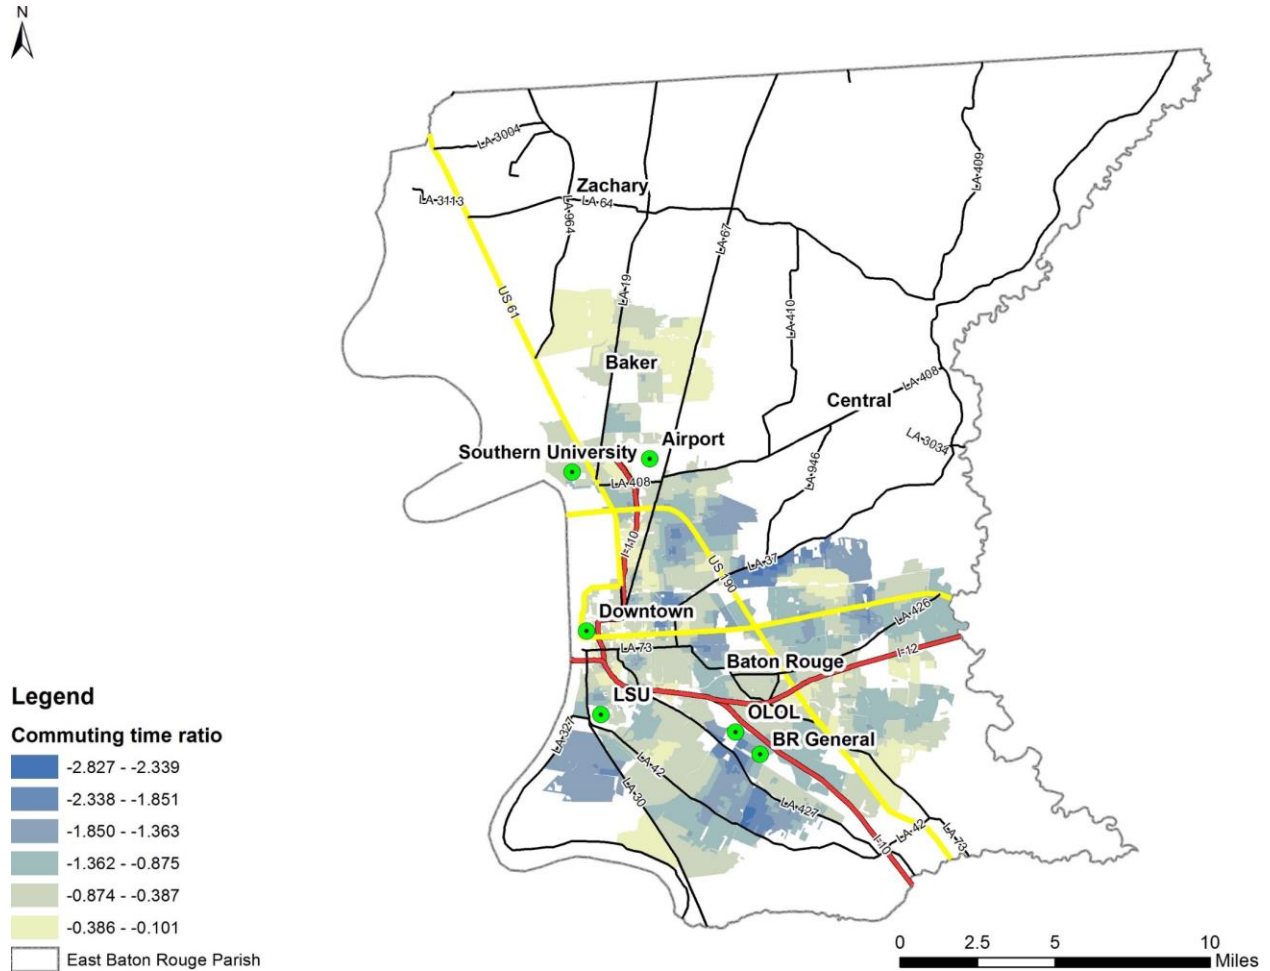 N
LA-3004
Zachary
LA-64
LA-3113
LA-964
LA-409
LA-67
LA-19
US 61
LA-410
Baker
LA-408
Central
Airport
Southern University
LA-3034
LA-946
LA-408
I-110
LA-37
US 190
Downtown
LA-426
LA-73
I-12
Baton Rouge
LSU
OLOL
BR General
LA-327
LA-42
LA-30
LA-427
LA-42
LA-73
I-10
Legend
Commuting time ratio
-2.827 - -2.339
-2.338 - -1.851
-1.850 - -1.363
-1.362 - -0.875
-0.874 - -0.387
-0.386 - -0.101
East Baton Rouge Parish
0 2.5 5 10
Miles